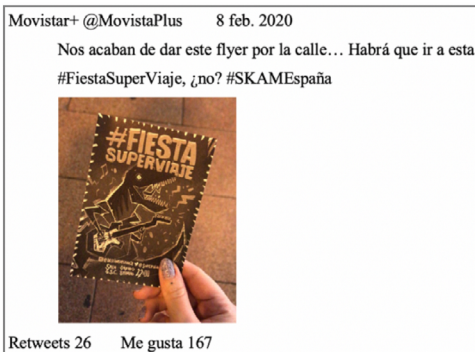 Movistar+ @MovistaPlus 8 feb. 2020
Nos acaban de dar este flyer por la calle… Habrá que ir a esta
#FiestaSuperViaje, ¿no? #SKAMEspaña
#FIESTA
SUPERVIAJE
Retweets 26 Me gusta 167